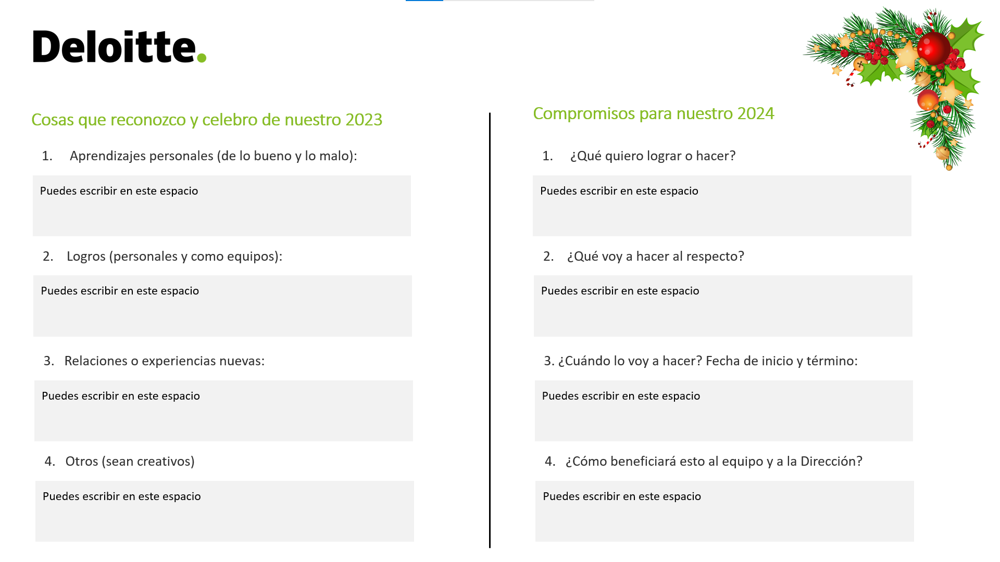 Deloitte.
Cosas que reconozco y celebro de nuestro 2023
1. Aprendizajes personales (de lo bueno y lo malo):
Puedes escribir en este espacio
2. Logros (personales y como equipos):
Puedes escribir en este espacio
3. Relaciones o experiencias nuevas:
Puedes escribir en este espacio
4. Otros (sean creativos)
Puedes escribir en este espacio
Compromisos para nuestro 2024
1. ¿Qué quiero lograr o hacer?
Puedes escribir en este espacio
2. ¿Qué voy a hacer al respecto?
Puedes escribir en este espacio
3. ¿Cuándo lo voy a hacer? Fecha de inicio y término:
Puedes escribir en este espacio
4. ¿Cómo beneficiará esto al equipo y a la Dirección?
Puedes escribir en este espacio